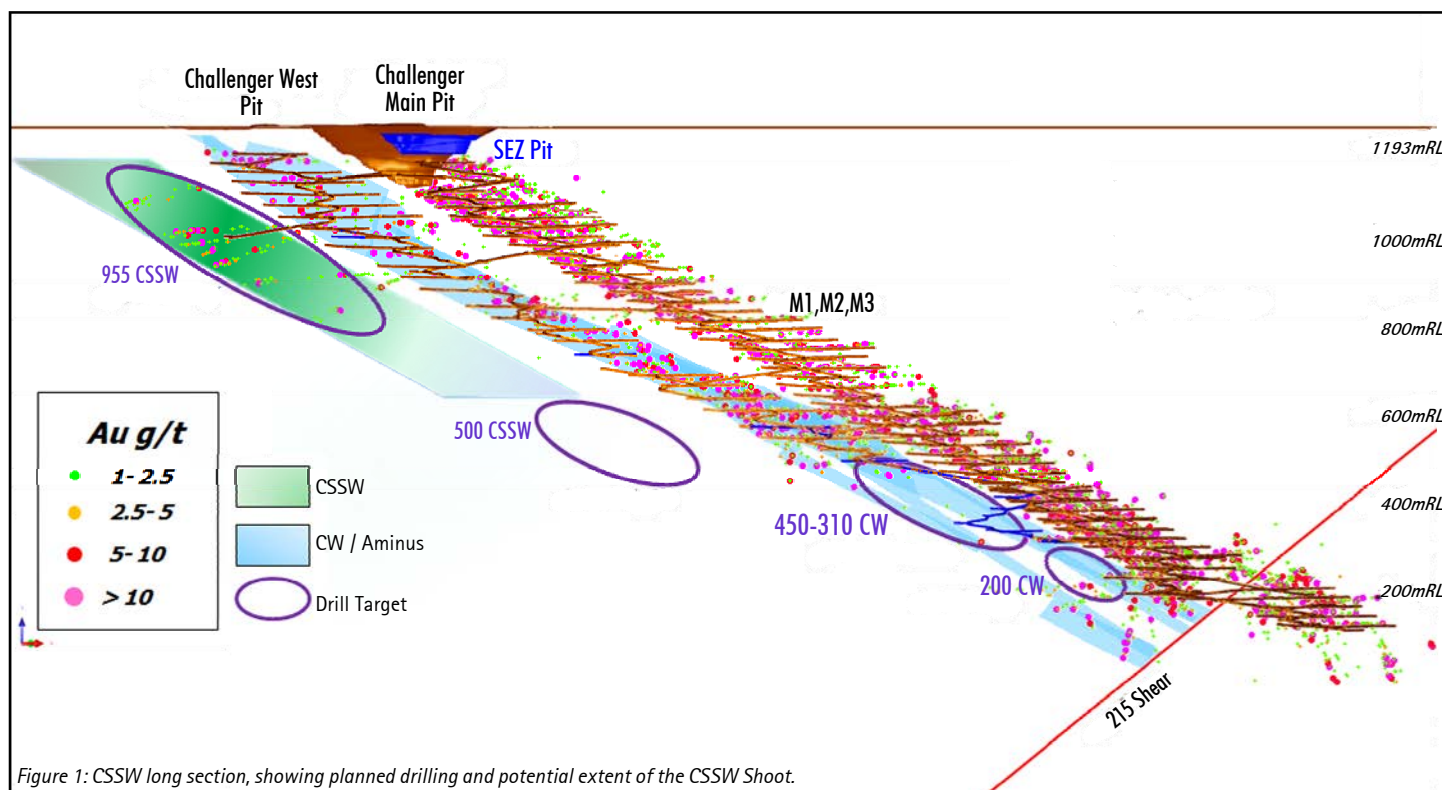 Challenger West
Pit
Challenger
Main Pit
SEZ Pit
1193mRL
1000mRL
955 CSSW
M1,M2,M3
800mRL
600mRL
500 CSSW
400mRL
450-310 CW
200 CW
200mRL
215 Shear
Au g/t
1- 2.5
2.5- 5
5- 10
> 10
CSSW
CW / Aminus
Drill Target
Figure 1: CSSW long section, showing planned drilling and potential extent of the CSSW Shoot.